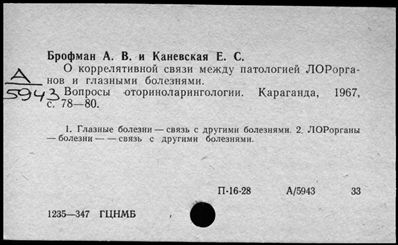 Брофман А. В. и Каневская Е. С.
О коррелятивной связи между патологией ЛОРорга-
нов и глазными болезнями.
А
5943
Вопросы оториноларингологии. Караганда, 1967,
с. 78—80.
1. Глазные болезни — связь с другими болезнями. 2. ЛОРорганы
— болезни — — связь с другими болезнями.
П-16-28 А/5943 33
1235—347 ГЦНМБ